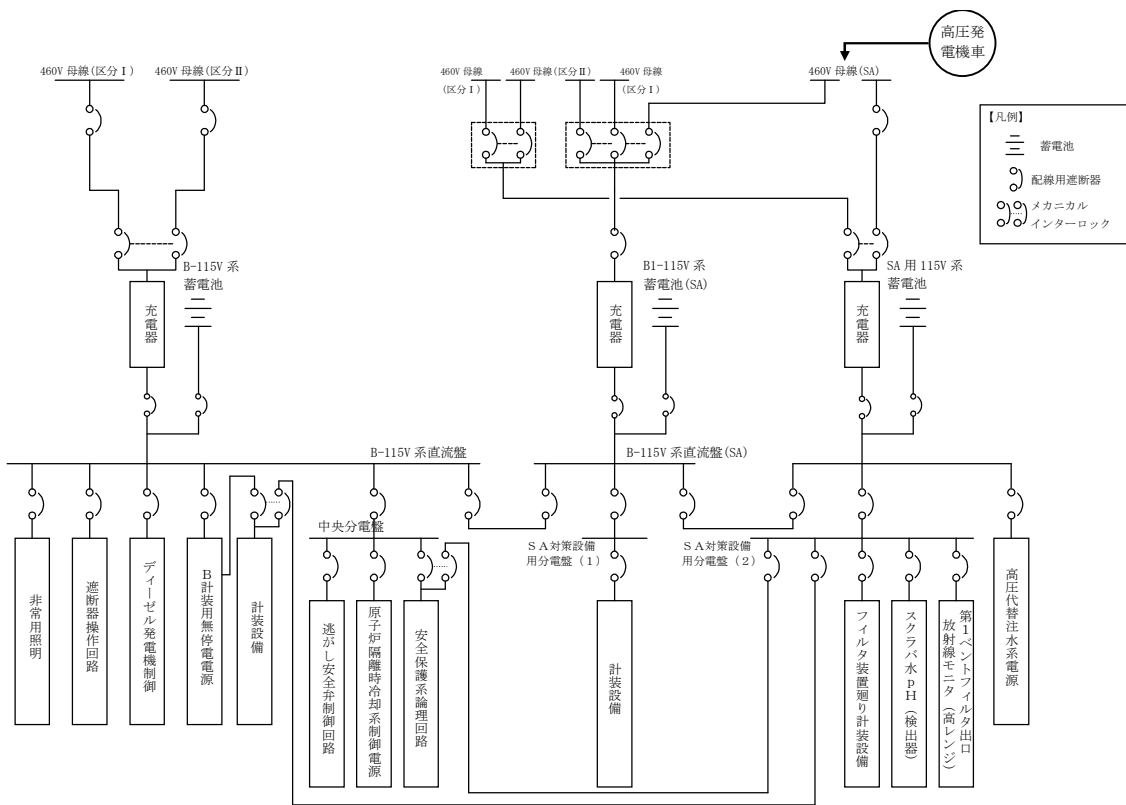 高圧発
電機車
460V 母線(区分Ⅰ)
460V 母線(区分Ⅱ)
460V 母線
(区分Ⅰ)
460V 母線(区分Ⅱ)
460V 母線
(区分Ⅰ)
460V 母線(SA)
【凡例】
蓄電池
配線用遮断器
メカニカル
インターロック
B-115V 系
蓄電池
充電器
B1-115V 系
蓄電池(SA)
充電器
SA 用 115V 系
蓄電池
充電器
B-115V 系直流盤
B-115V 系直流盤(SA)
中央分電盤
SA対策設備
用分電盤(1)
SA対策設備
用分電盤(2)
非常用照明
遮断器操作回路
ディーゼル発電機制御
B計装用無停電電源
計装設備
逃がし安全弁制御回路
原子炉隔離時冷却系制御電源
安全保護系論理回路
計装設備
フィルタ装置廻り計装設備
スクラバ水pH(検出器)
第1ベントフィルタ出口
放射線モニタ(高レンジ)
高圧代替注水系電源